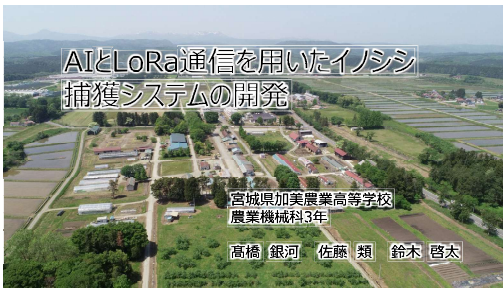 AIとLoRa通信を用いたイノシシ
捕獲システムの開発
宮城県加美農業高等学校
農業機械科3年
髙橋 銀河 佐藤 類 鈴木 啓太